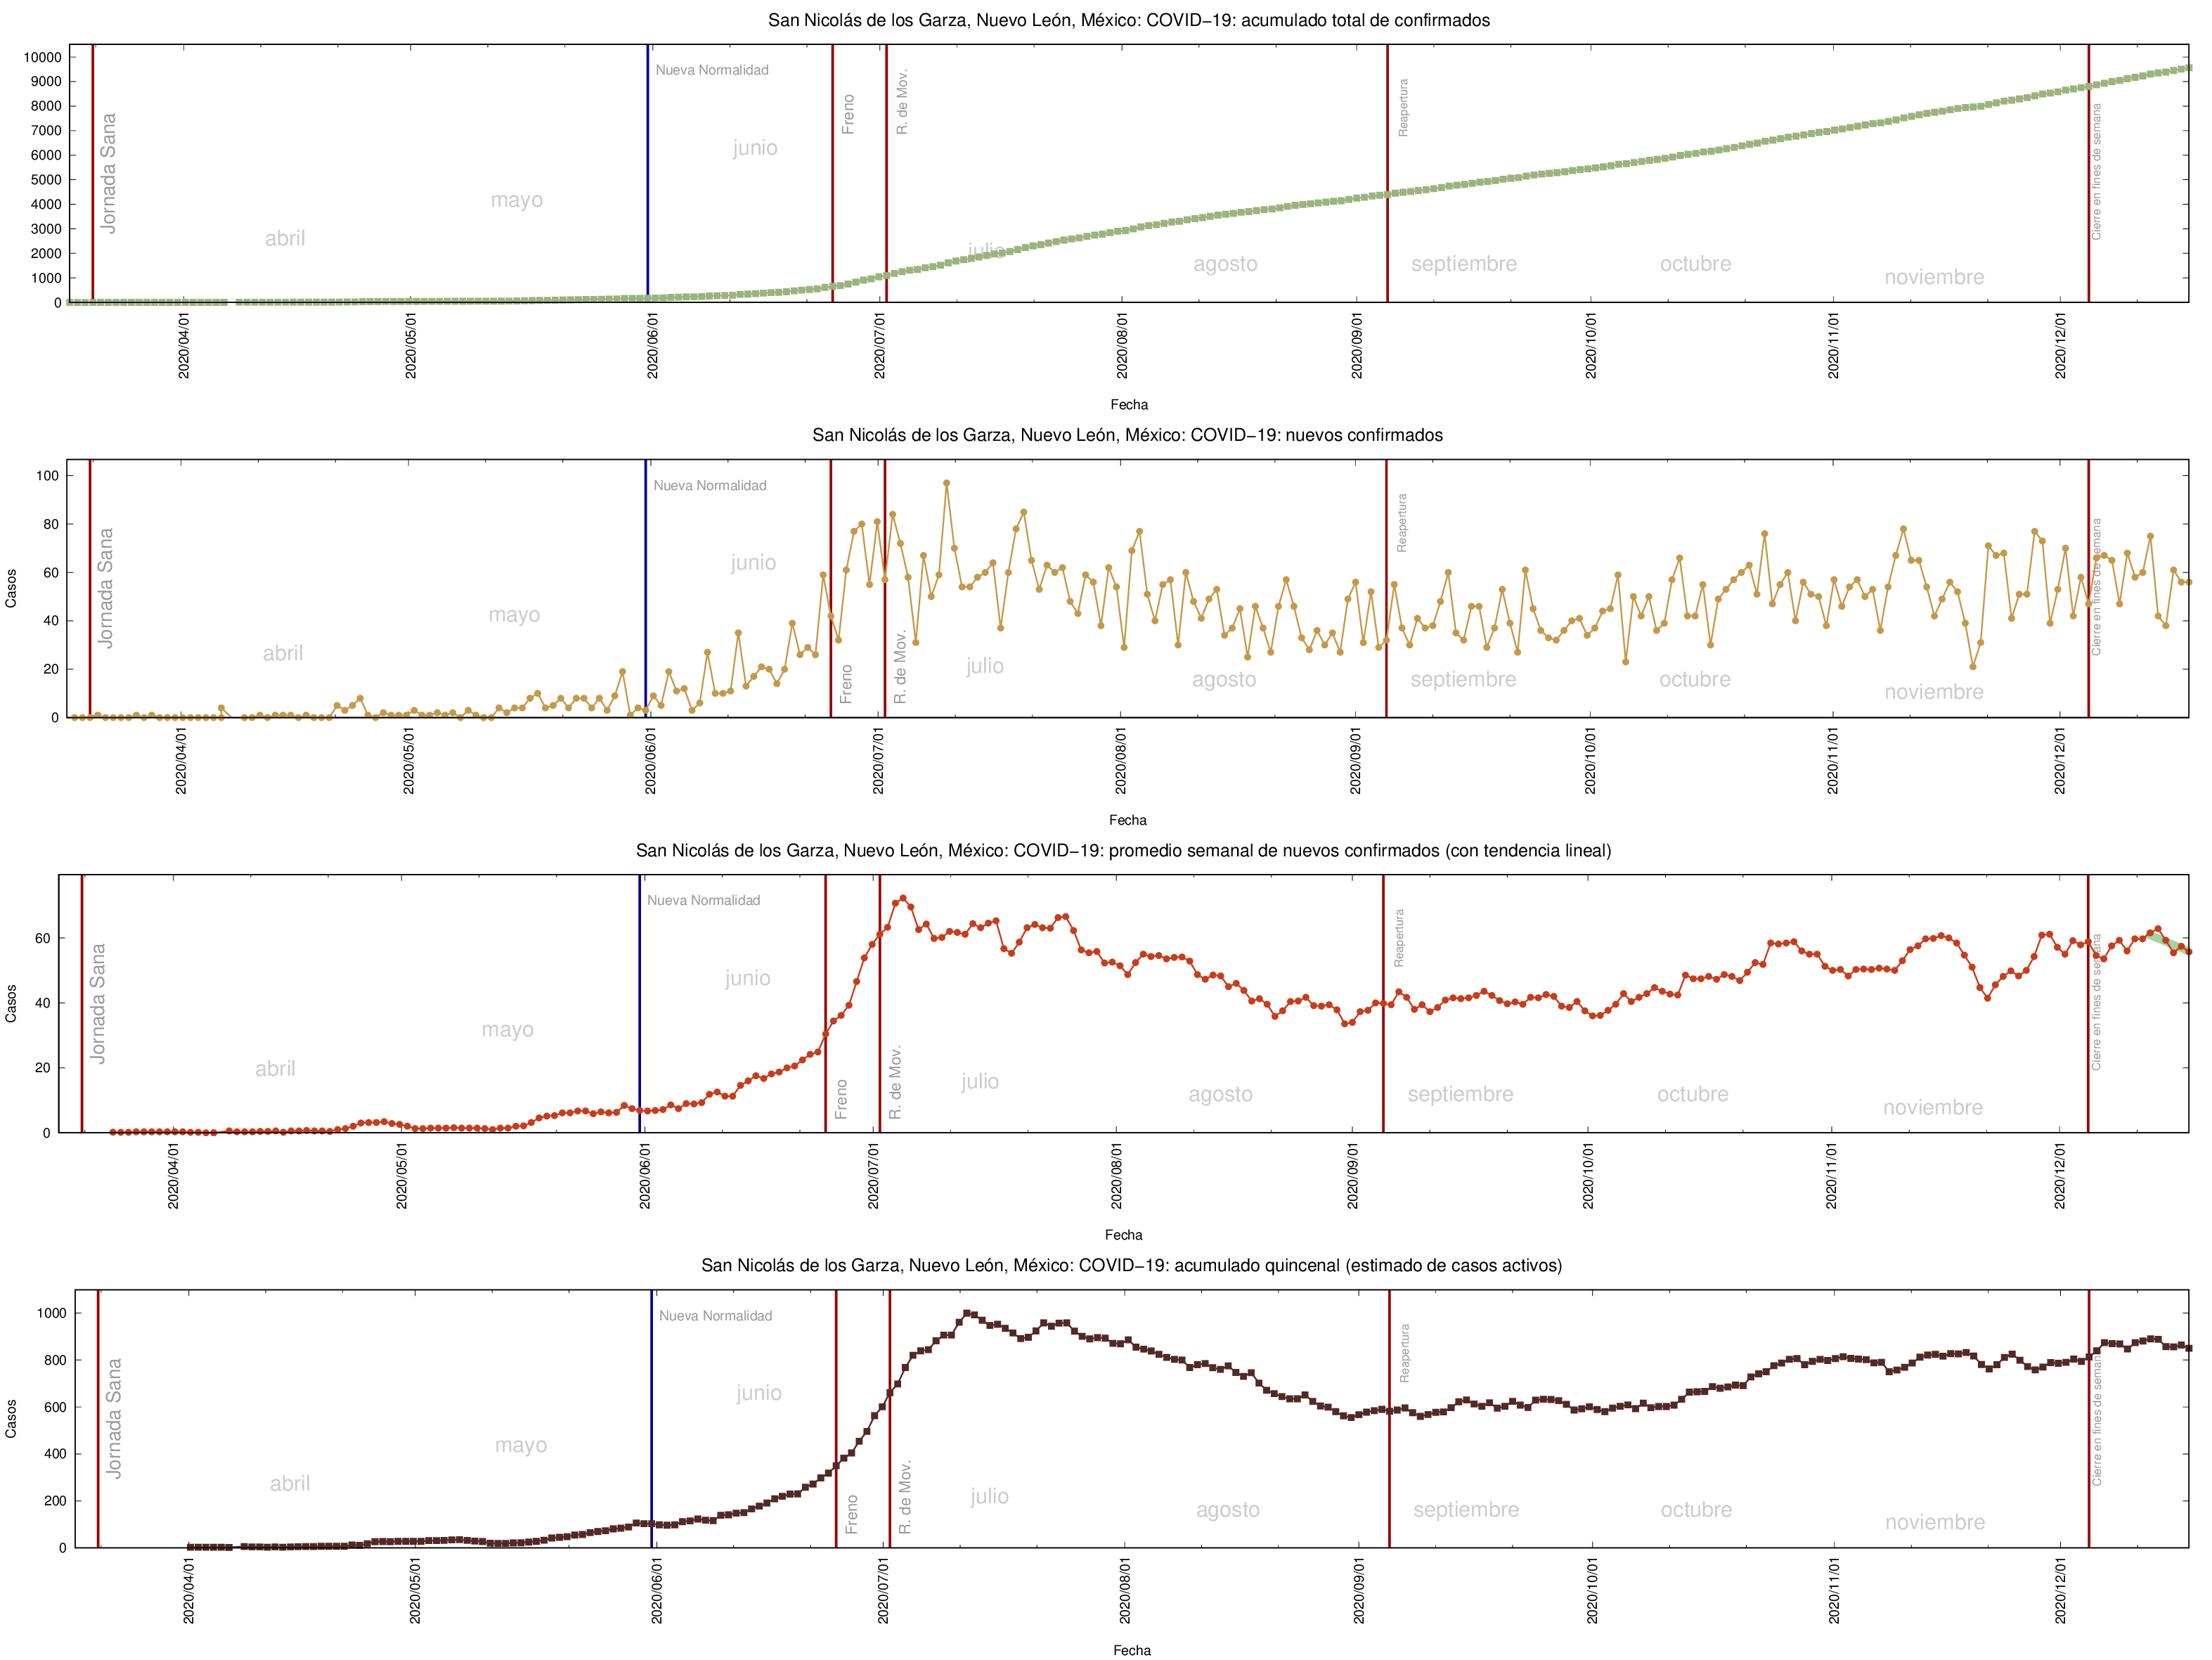 San Nicolás de los Garza, Nuevo León, México: COVID−19: acumulado total de confirmados
10000
9000
8000
7000
6000
5000
4000
3000
2000
1000
0
Jornada Sana
abril
mayo
Nueva Normalidad
junio
Freno
R. de Mov.
julio
agosto
Reapertura
septiembre
octubre
noviembre
Cierre en fines de semana
2020/04/01
2020/05/01
2020/06/01
2020/07/01
2020/08/01
2020/09/01
2020/10/01
2020/11/01
2020/12/01
Fecha
San Nicolás de los Garza, Nuevo León, México: COVID−19: nuevos confirmados
Casos
100
80
60
40
20
0
Jornada Sana
abril
mayo
Nueva Normalidad
junio
Freno
R. de Mov.
julio
agosto
Reapertura
septiembre
octubre
noviembre
Cierre en fines de semana
2020/04/01
2020/05/01
2020/06/01
2020/07/01
2020/08/01
2020/09/01
2020/10/01
2020/11/01
2020/12/01
Fecha
San Nicolás de los Garza, Nuevo León, México: COVID−19: promedio semanal de nuevos confirmados (con tendencia lineal)
Casos
60
40
20
0
Jornada Sana
abril
mayo
Nueva Normalidad
junio
Freno
R. de Mov.
julio
agosto
Reapertura
septiembre
octubre
noviembre
Cierre en fines de semana
2020/04/01
2020/05/01
2020/06/01
2020/07/01
2020/08/01
2020/09/01
2020/10/01
2020/11/01
2020/12/01
Fecha
San Nicolás de los Garza, Nuevo León, México: COVID−19: acumulado quincenal (estimado de casos activos)
Casos
1000
800
600
400
200
0
Jornada Sana
abril
mayo
Nueva Normalidad
junio
Freno
R. de Mov.
julio
agosto
Reapertura
septiembre
octubre
noviembre
Cierre en fines de semana
2020/04/01
2020/05/01
2020/06/01
2020/07/01
2020/08/01
2020/09/01
2020/10/01
2020/11/01
2020/12/01
Fecha